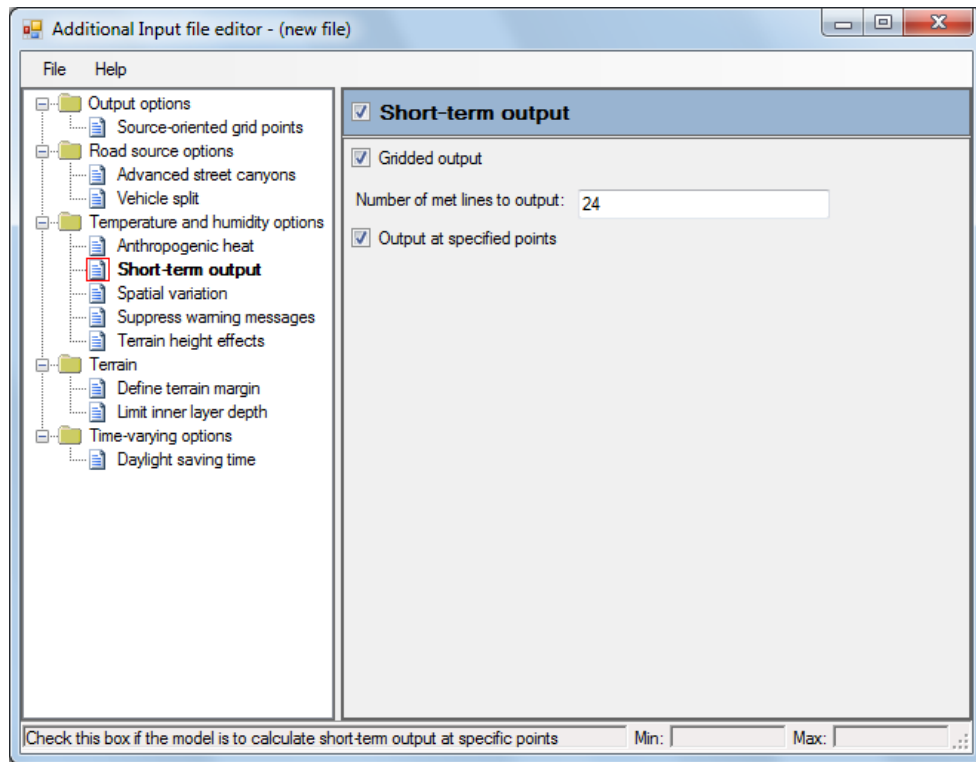 Additional Input file editor - (new file)
File Help
Output options
Source-oriented grid points
Road source options
Advanced street canyons
Vehicle split
Temperature and humidity options
Anthropogenic heat
Short-term output
Spatial variation
Suppress warning messages
Terrain height effects
Terrain
Define terrain margin
Limit inner layer depth
Time-varying options
Daylight saving time
Short-term output
Gridded output
Number of met lines to output: 24
Output at specified points
Check this box if the model is to calculate short-term output at specific points Min: Max: